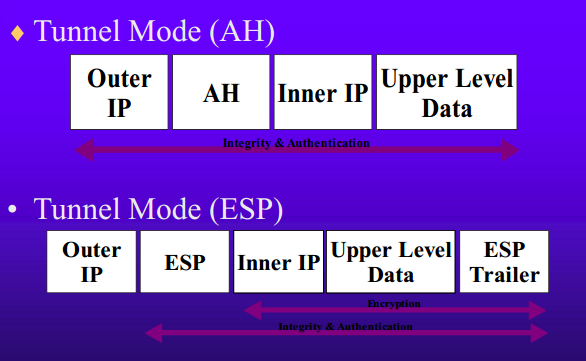 ♦ Tunnel Mode (AH)
Outer IP AH Inner IP Upper Level Data
Integrity & Authentication
• Tunnel Mode (ESP)
Outer IP ESP Inner IP Upper Level Data ESP Trailer
Encryption
Integrity & Authentication